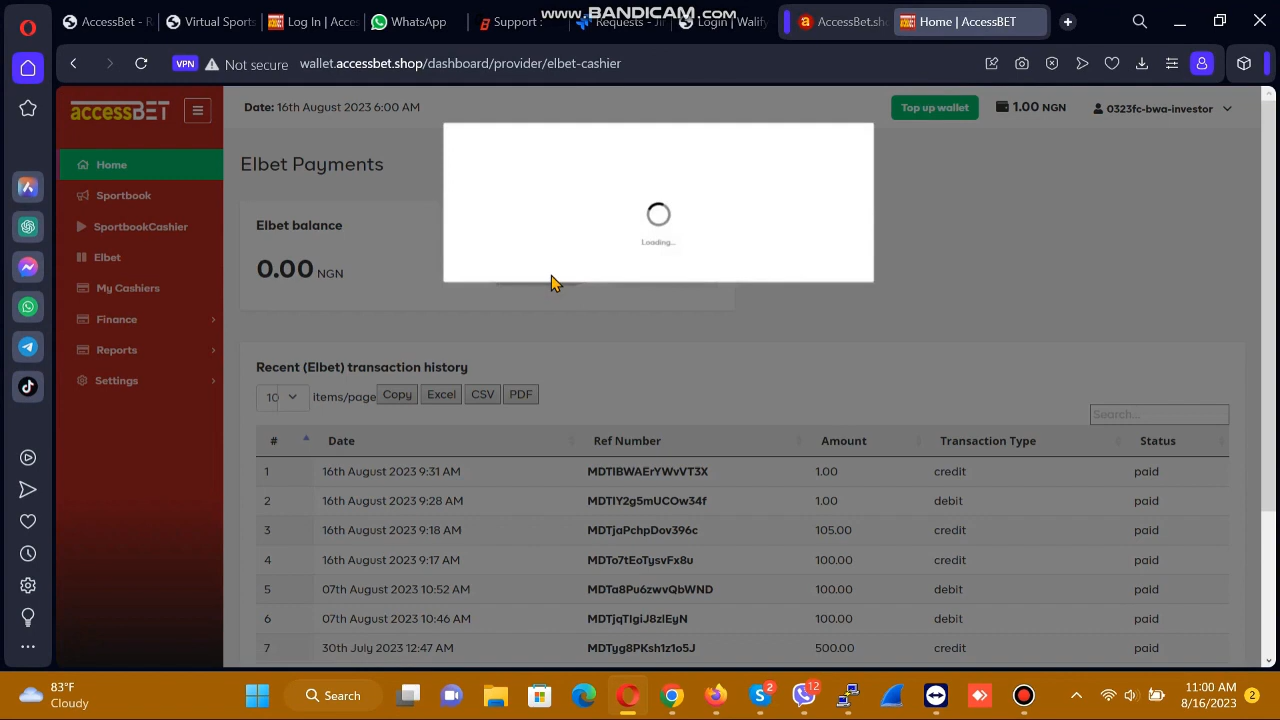 www.BANDICAM.com
AccessBet - R
Virtual Sports
Log In | Acces
WhatsApp
Support :
Requests - Ji
Login | Walify
AccessBet.sho
Home | AccessBET
VPN Not secure wallet.accessbet.shop/dashboard/provider/elbet-cashier
accessBET
Date: 16th August 2023 6:00 AM
Top up wallet
1.00 NGN
0323fc-bwa-investor
Home
Sportbook
SportbookCashier
Elbet
My Cashiers
Finance
Reports
Settings
Elbet Payments
Elbet balance
0.00 NGN
Loading...
Recent (Elbet) transaction history
10 items/page Copy Excel CSV PDF
Search...
# Date Ref Number Amount Transaction Type Status
1 16th August 2023 9:31 AM MDTIBWAErYWvVT3X 1.00 credit paid
2 16th August 2023 9:28 AM MDTIY2g5mUCOw34f 1.00 debit paid
3 16th August 2023 9:18 AM MDTjaPchpDov396c 105.00 credit paid
4 16th August 2023 9:17 AM MDTo7tEoTysvFx8u 100.00 credit paid
5 07th August 2023 10:52 AM MDTa8Pu6zwvQbWND 100.00 debit paid
6 07th August 2023 10:46 AM MDTjqTlgiJ8zlEyN 100.00 debit paid
7 30th July 2023 12:47 AM MDTyg8PKsh1z1o5J 500.00 credit paid
83°F
Cloudy
Search
2
12
11:00 AM
8/16/2023
2